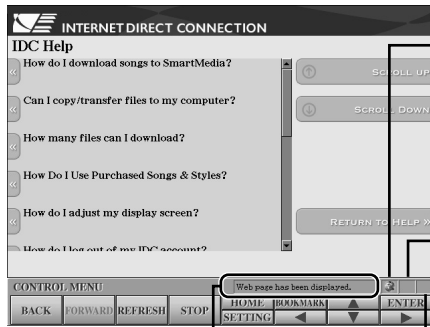 INTERNET DIRECT CONNECTION
IDC Help
How do I download songs to SmartMedia?
SCROLL UP
Can I copy/transfer files to my computer?
SCROLL DOWN
How many files can I download?
How Do I Use Purchased Songs & Styles?
How do I adjust my display screen?
RETURN TO HELP »
How do I log out of my IDC account?
CONTROL MENU
Web page has been displayed.
BACK FORWARD REFRESH STOP HOME BOOKMARK ENTER
SETTING